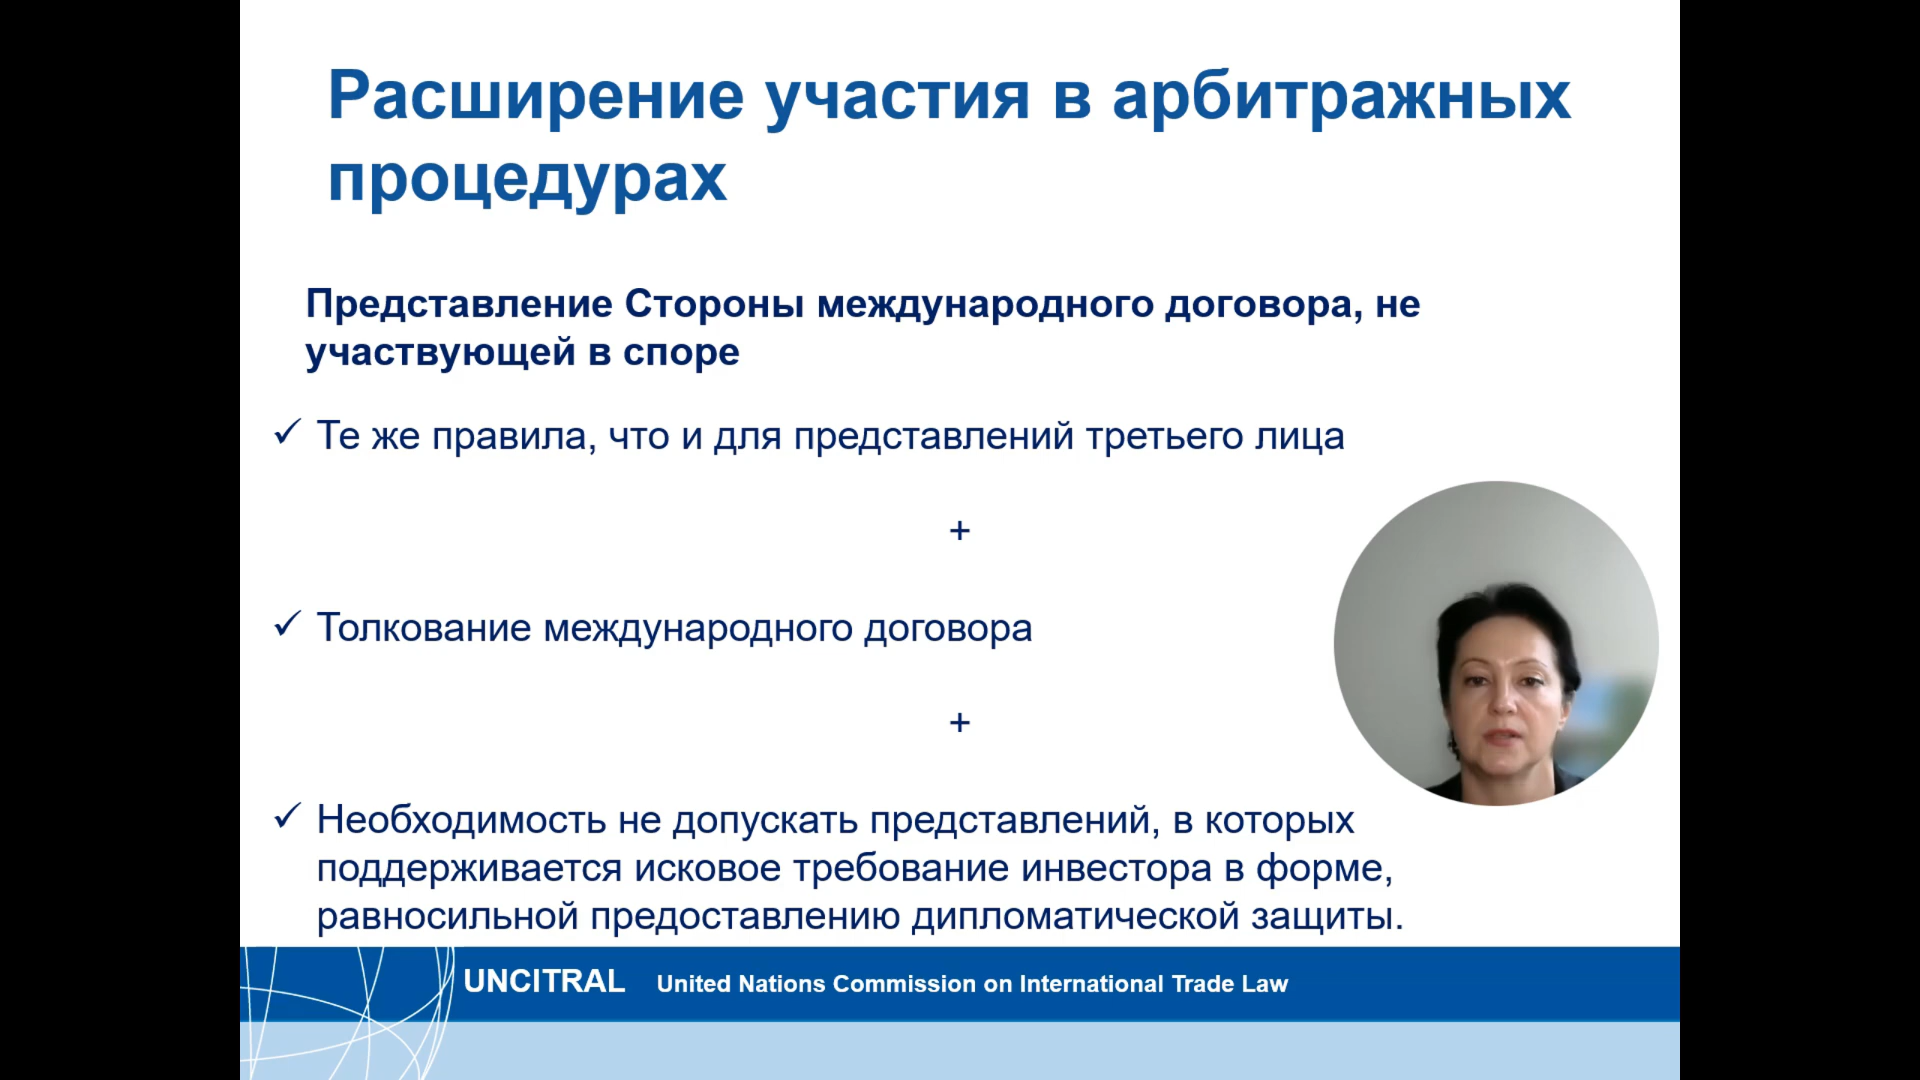 Расширение участия в арбитражных
процедурах
Представление Стороны международного договора, не
участвующей в споре
✓ Те же правила, что и для представлений третьего лица
+
✓ Толкование международного договора
+
✓ Необходимость не допускать представлений, в которых
поддерживается исковое требование инвестора в форме,
равносильной предоставлению дипломатической защиты.
UNCITRAL United Nations Commission on International Trade Law